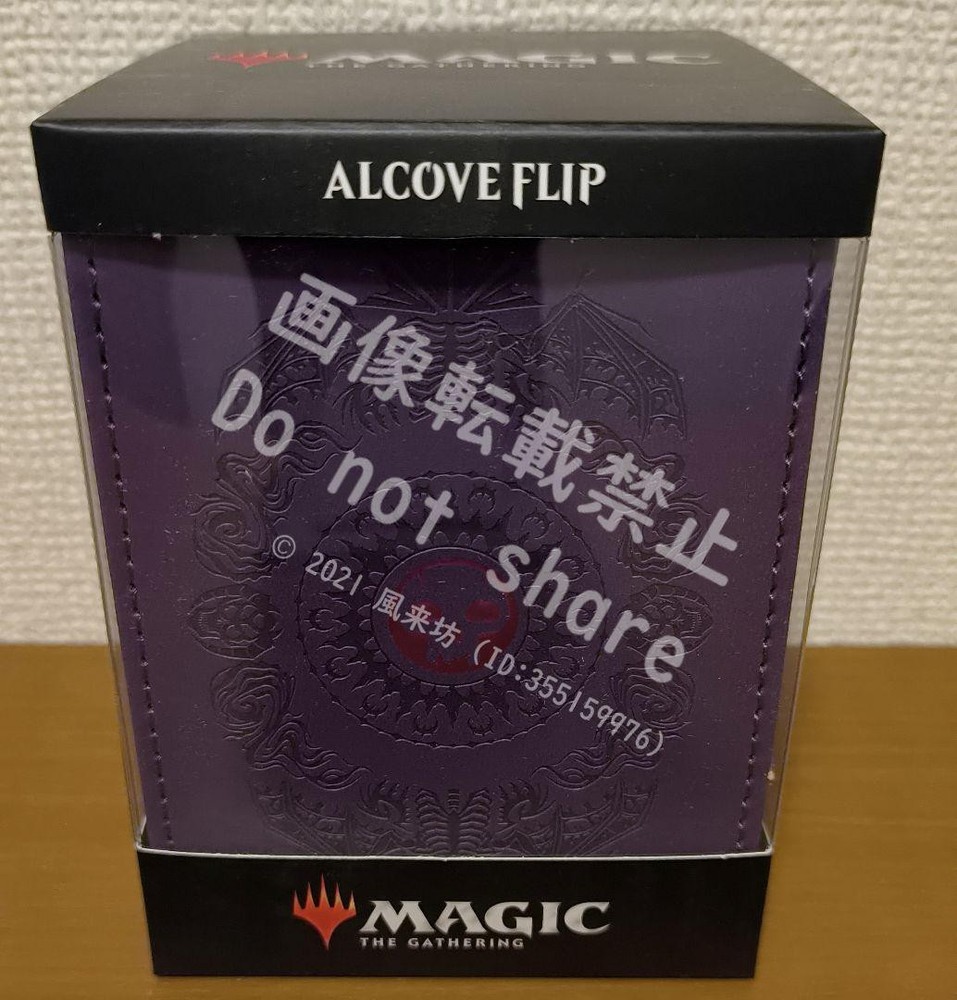 MAGIC
THE GATHERING
ALCOVE FLIP
画像転載禁止
Do not share
© 2021 風来坊 (ID:355159976)
MAGIC
THE GATHERING